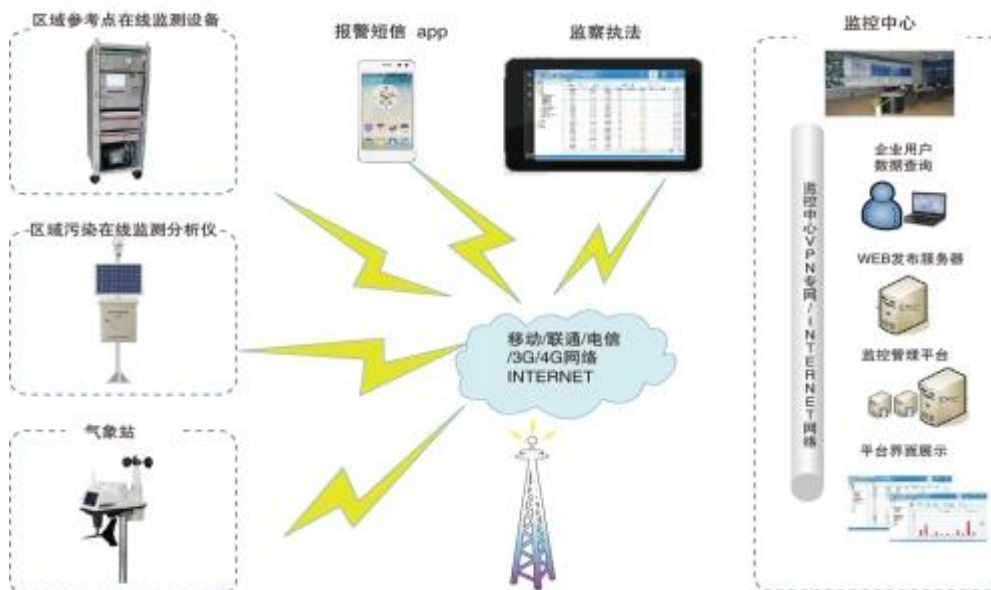 区域参考点在线监测设备
报警短信 app
监察执法
监控中心
企业用户
数据查询
区域污染在线监测分析仪
WEB发布服务器
移动/联通/电信
/3G/4G网络
INTERNET
监控中心VPN专网/INTERNET网络
监控管理平台
气象站
平台界面展示